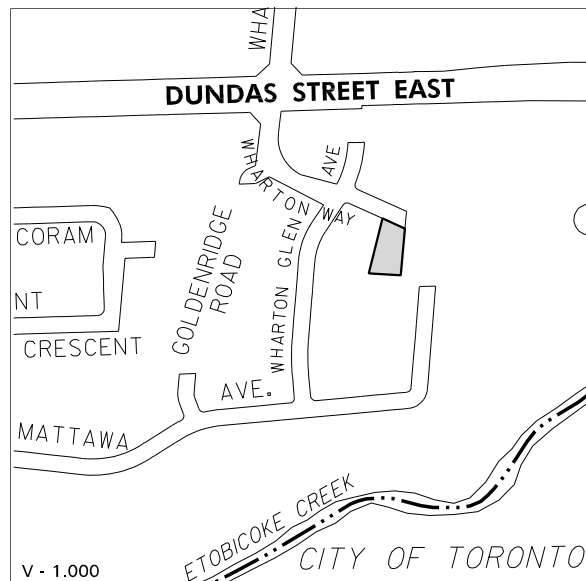 WHA
DUNDAS STREET EAST
AVE
WHARTON WAY
CORAM
GOLDENRIDGE
ROAD
WHARTON GLEN
NT
CRESCENT
AVE.
MATTAWA
ETOBICOKE CREEK
CITY OF TORONTO
V - 1.000